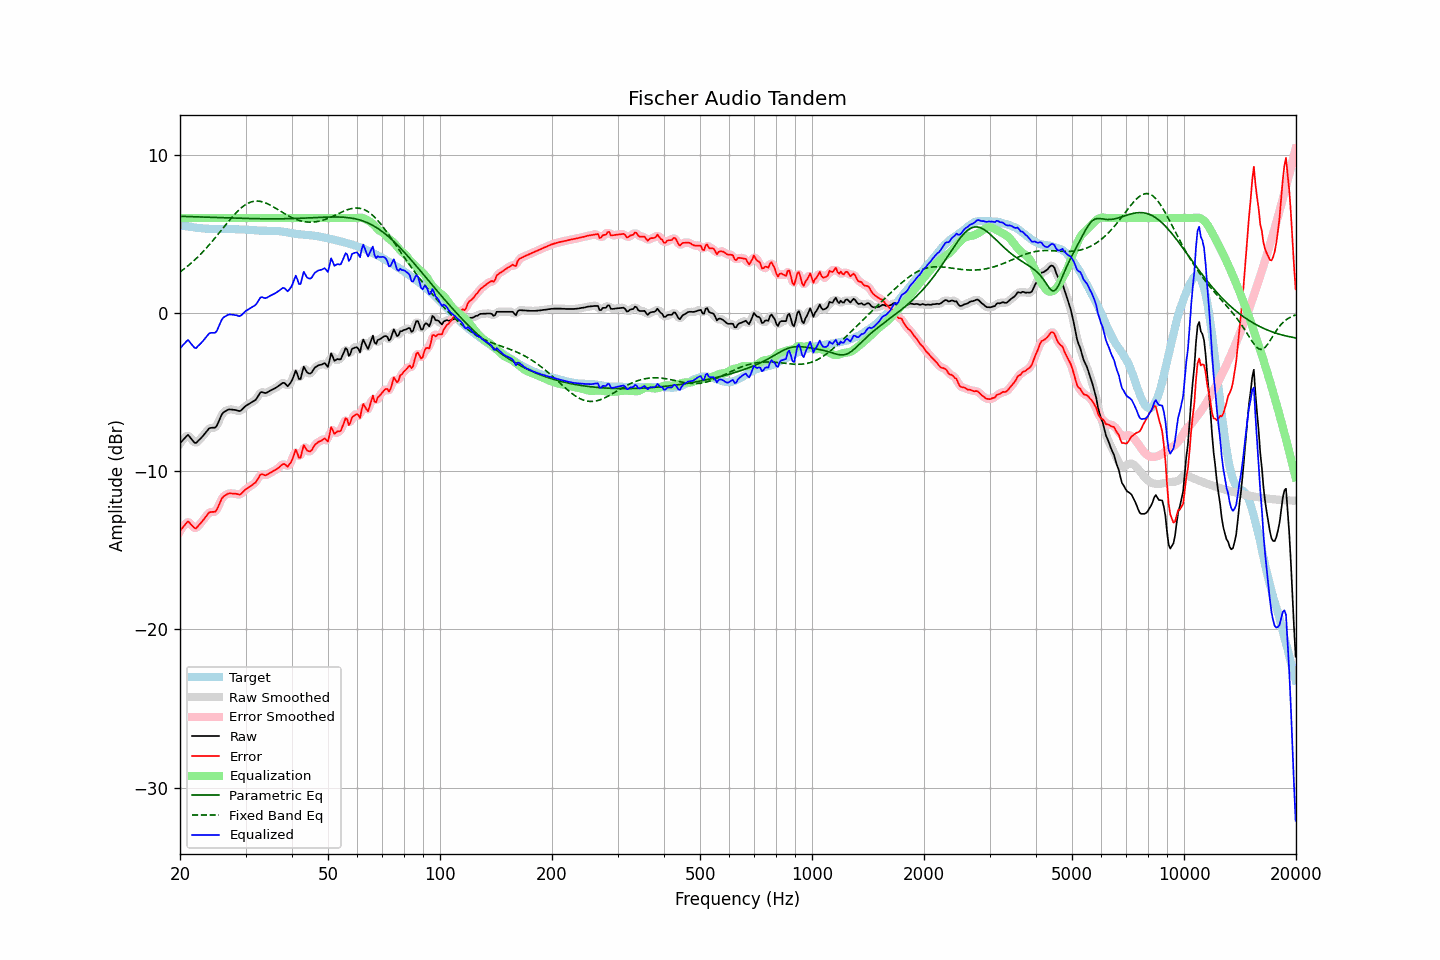 Fischer Audio Tandem
Amplitude (dBr)
10
0
−10
−20
−30
Target
Raw Smoothed
Error Smoothed
Raw
Error
Equalization
Parametric Eq
Fixed Band Eq
Equalized
20 50 100 200 500 1000 2000 5000 10000 20000
Frequency (Hz)